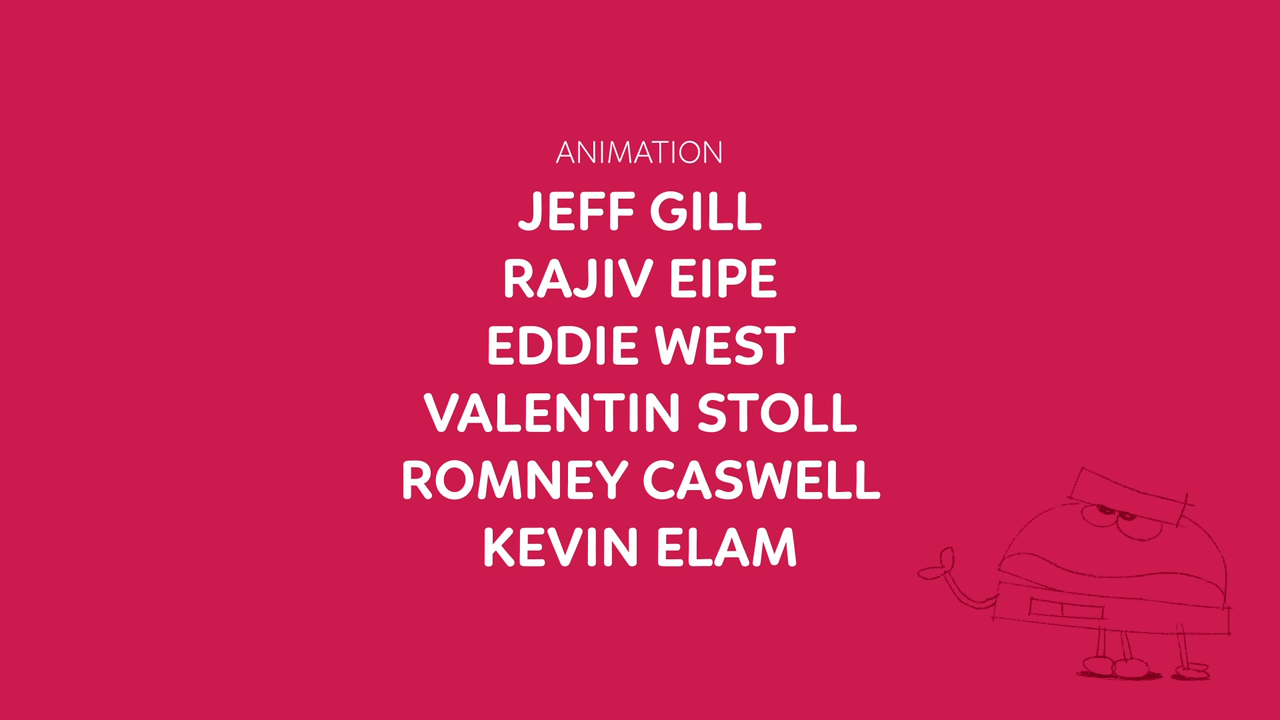 ANIMATION
JEFF GILL
RAJIV EIPE
EDDIE WEST
VALENTIN STOLL
ROMNEY CASWELL
KEVIN ELAM